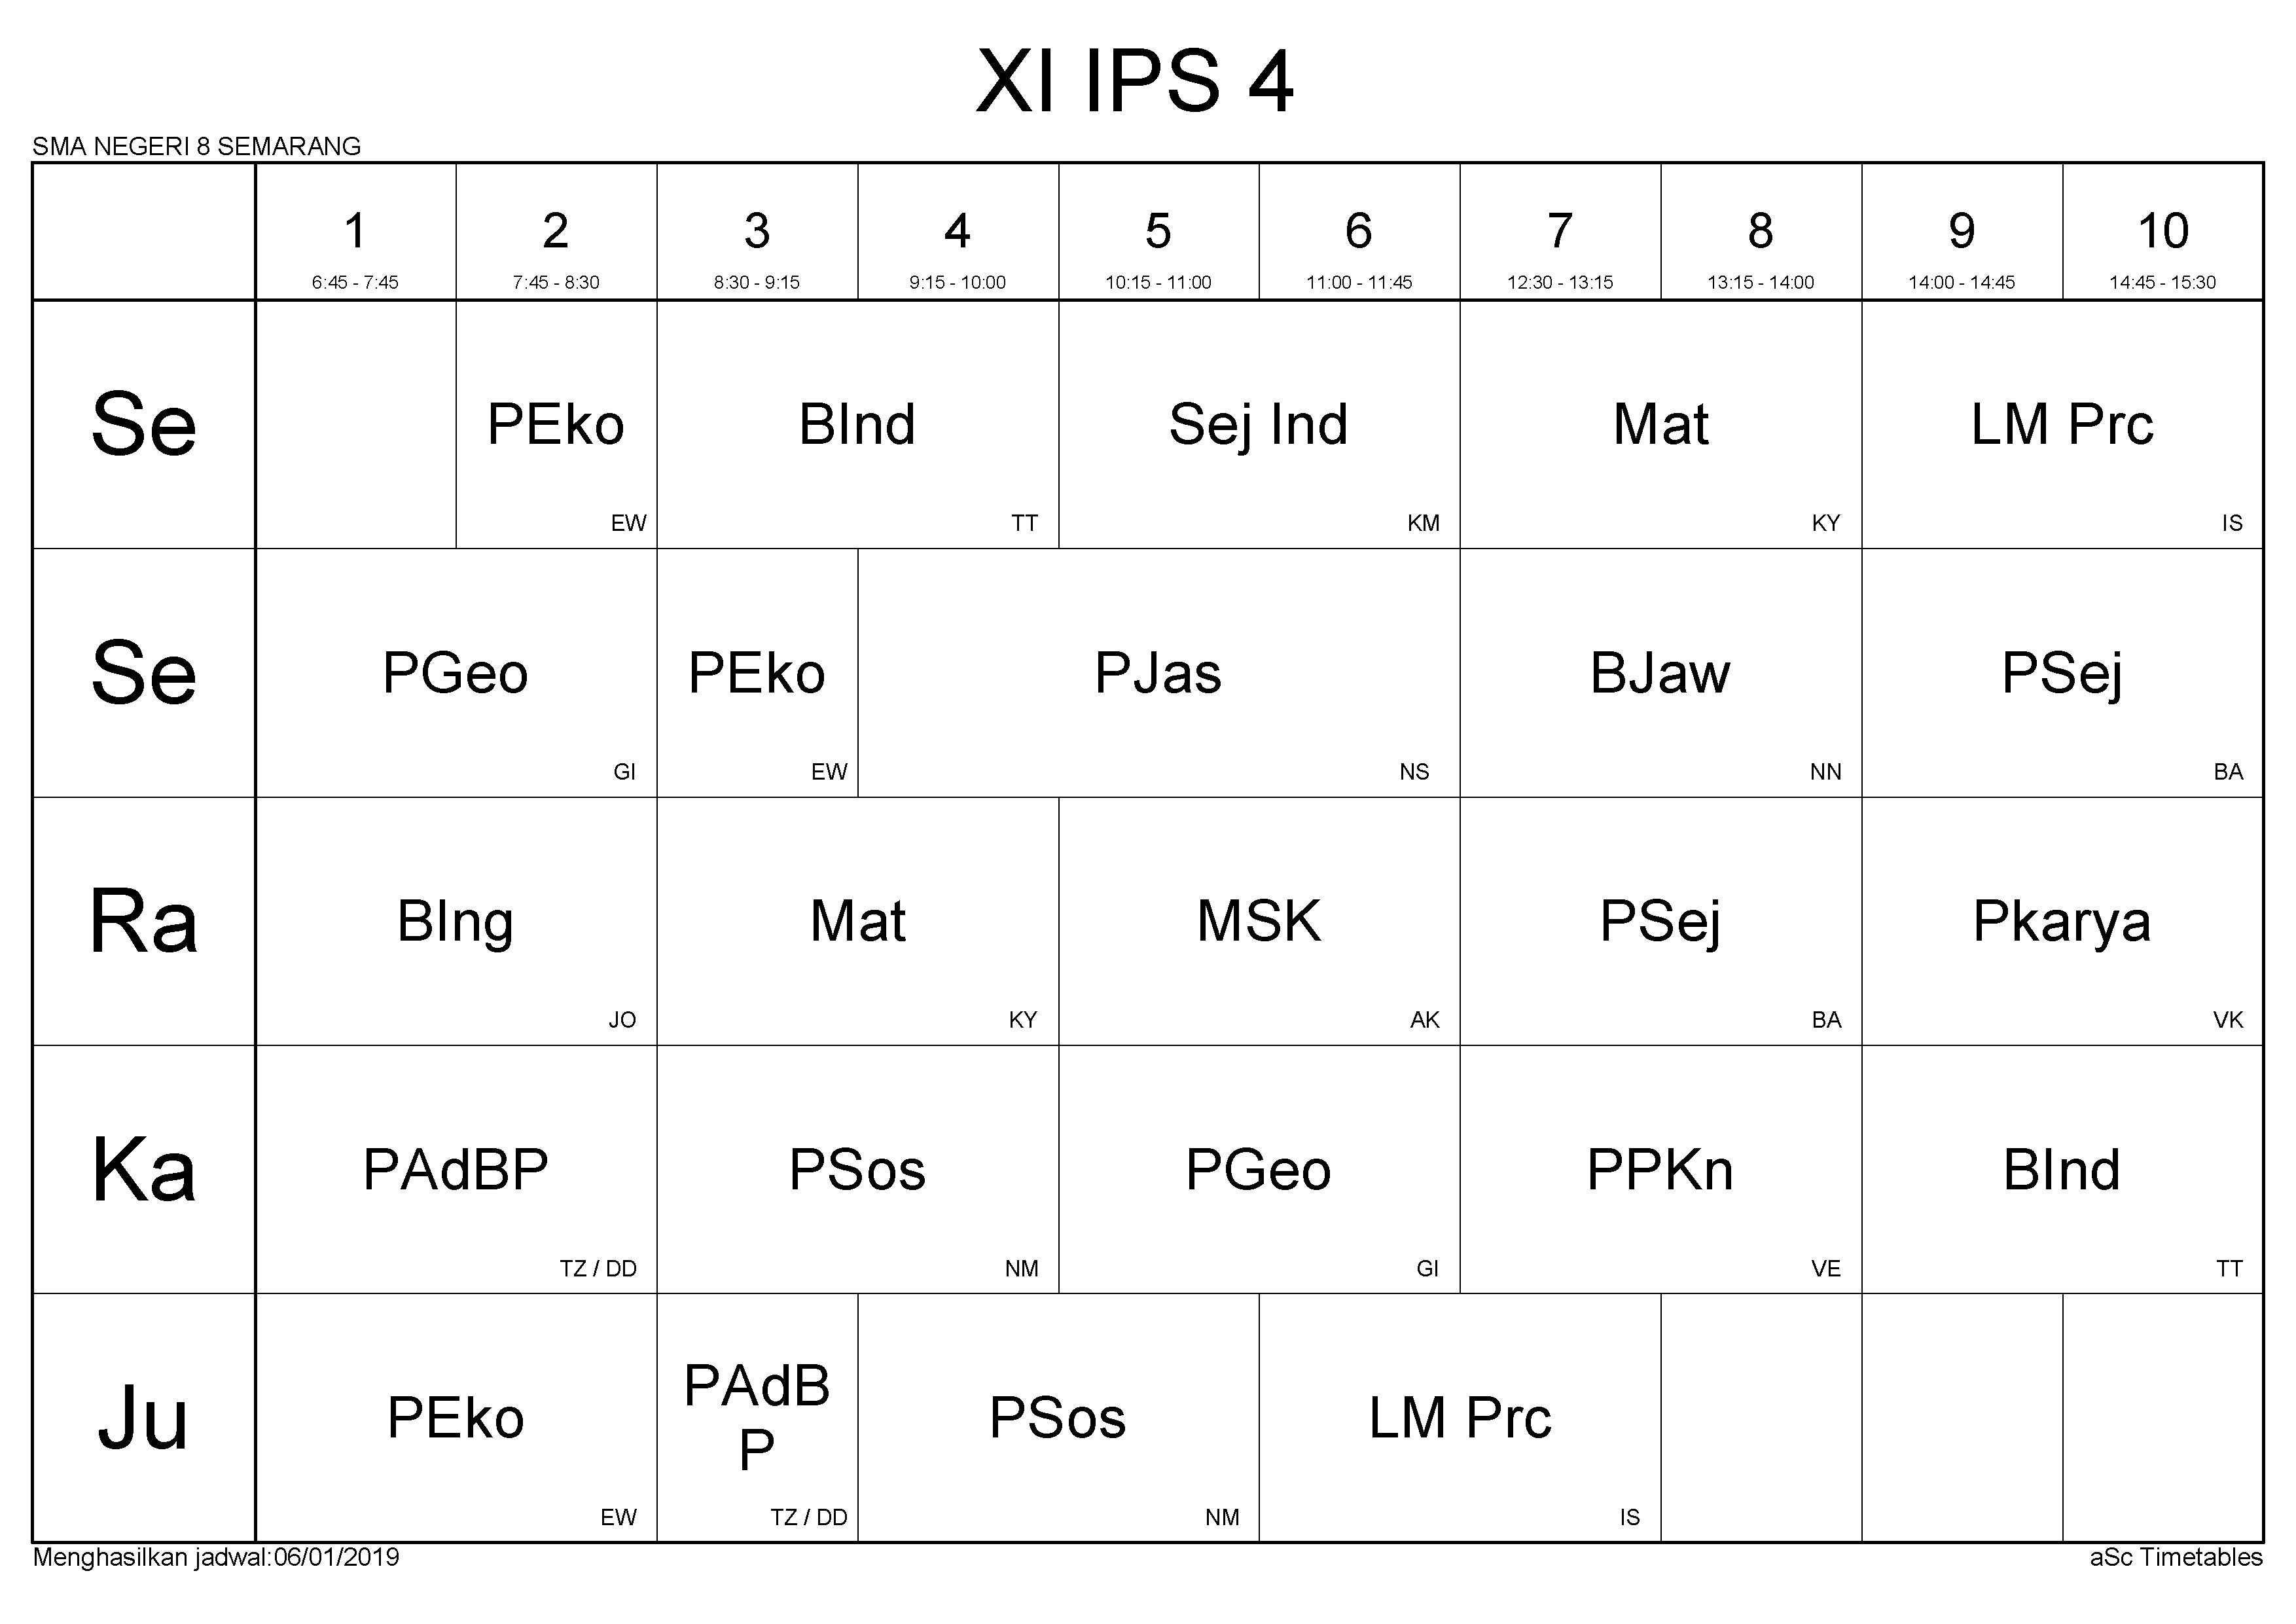 XI IPS 4
SMA NEGERI 8 SEMARANG
1 2 3 4 5 6 7 8 9 10
6:45 - 7:45 7:45 - 8:30 8:30 - 9:15 9:15 - 10:00 10:15 - 11:00 11:00 - 11:45 12:30 - 13:15 13:15 - 14:00 14:00 - 14:45 14:45 - 15:30
Se PEko BInd Sej Ind Mat LM Prc
EW TT KM KY IS
Se PGeo PEko PJas BJaw PSej
GI EW NS NN BA
Ra BIng Mat MSK PSej Pkarya
JO KY AK BA VK
Ka PAdBP PSos PGeo PPKn BInd
TZ / DD NM GI VE TT
Ju PEko PAdB
P PSos LM Prc
EW TZ / DD NM IS
Menghasilkan jadwal:06/01/2019 aSc Timetables